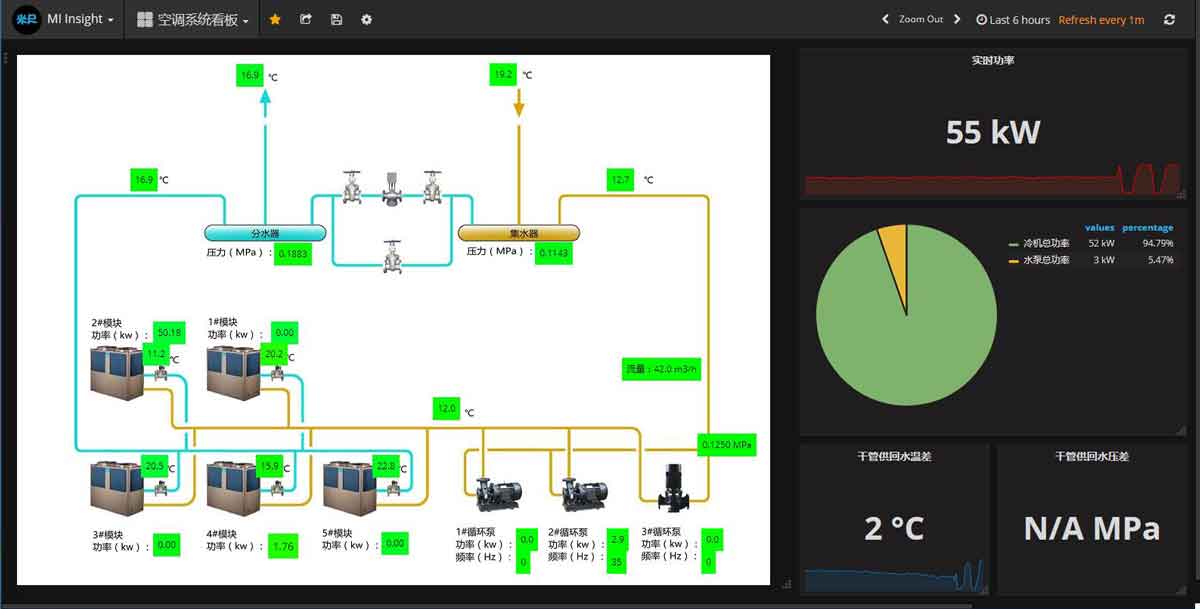 米尺 MI Insight 空调系统看板 Zoom Out Last 6 hours Refresh every 1m
16.9 ℃
19.2 ℃
16.9 ℃
12.7 ℃
分水器
压力（MPa）： 0.1883
集水器
压力（MPa）： 0.1143
2#模块
功率（kw）： 50.18
11.2 ℃
1#模块
功率（kw）： 0.00
20.2 ℃
流量：42.0 m3/h
12.0 ℃
0.1250 MPa
20.5 ℃
15.9 ℃
22.8 ℃
3#模块
功率（kw）： 0.00
4#模块
功率（kw）： 1.76
5#模块
功率（kw）： 0.00
1#循环泵
功率（kw）： 0.0
频率（Hz）： 0
2#循环泵
功率（kw）： 2.9
频率（Hz）： 35
3#循环泵
功率（kw）： 0.0
频率（Hz）： 0
实时功率
55 kW
values percentage
冷机总功率 52 kW 94.79%
水泵总功率 3 kW 5.47%
干管供回水温差
2 °C
干管供回水压差
N/A MPa